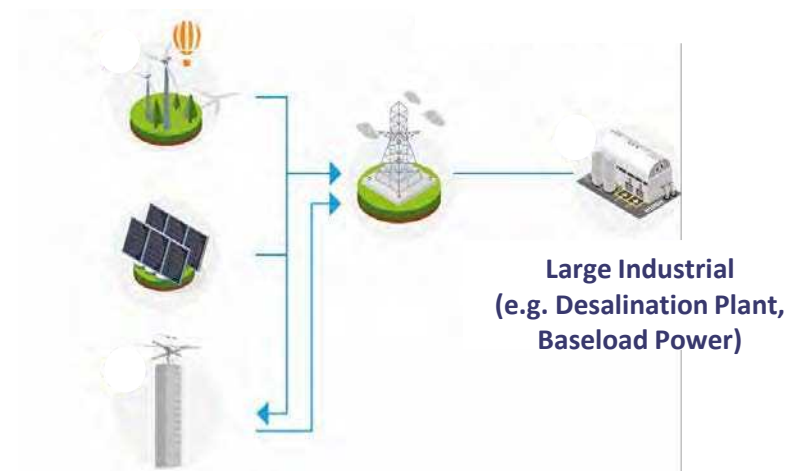 Large Industrial
(e.g. Desalination Plant,
Baseload Power)